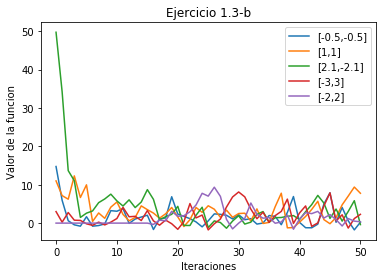 Ejercicio 1.3-b
Valor de la funcion
50
40
30
20
10
0
[-0.5,-0.5]
[1,1]
[2.1,-2.1]
[-3,3]
[-2,2]
0 10 20 30 40 50
Iteraciones